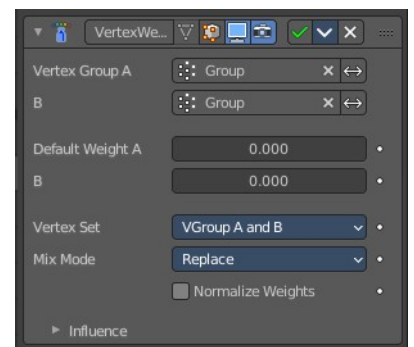 VertexWe...
Vertex Group A Group
B Group
Default Weight A 0.000
B 0.000
Vertex Set VGroup A and B
Mix Mode Replace
Normalize Weights
Influence